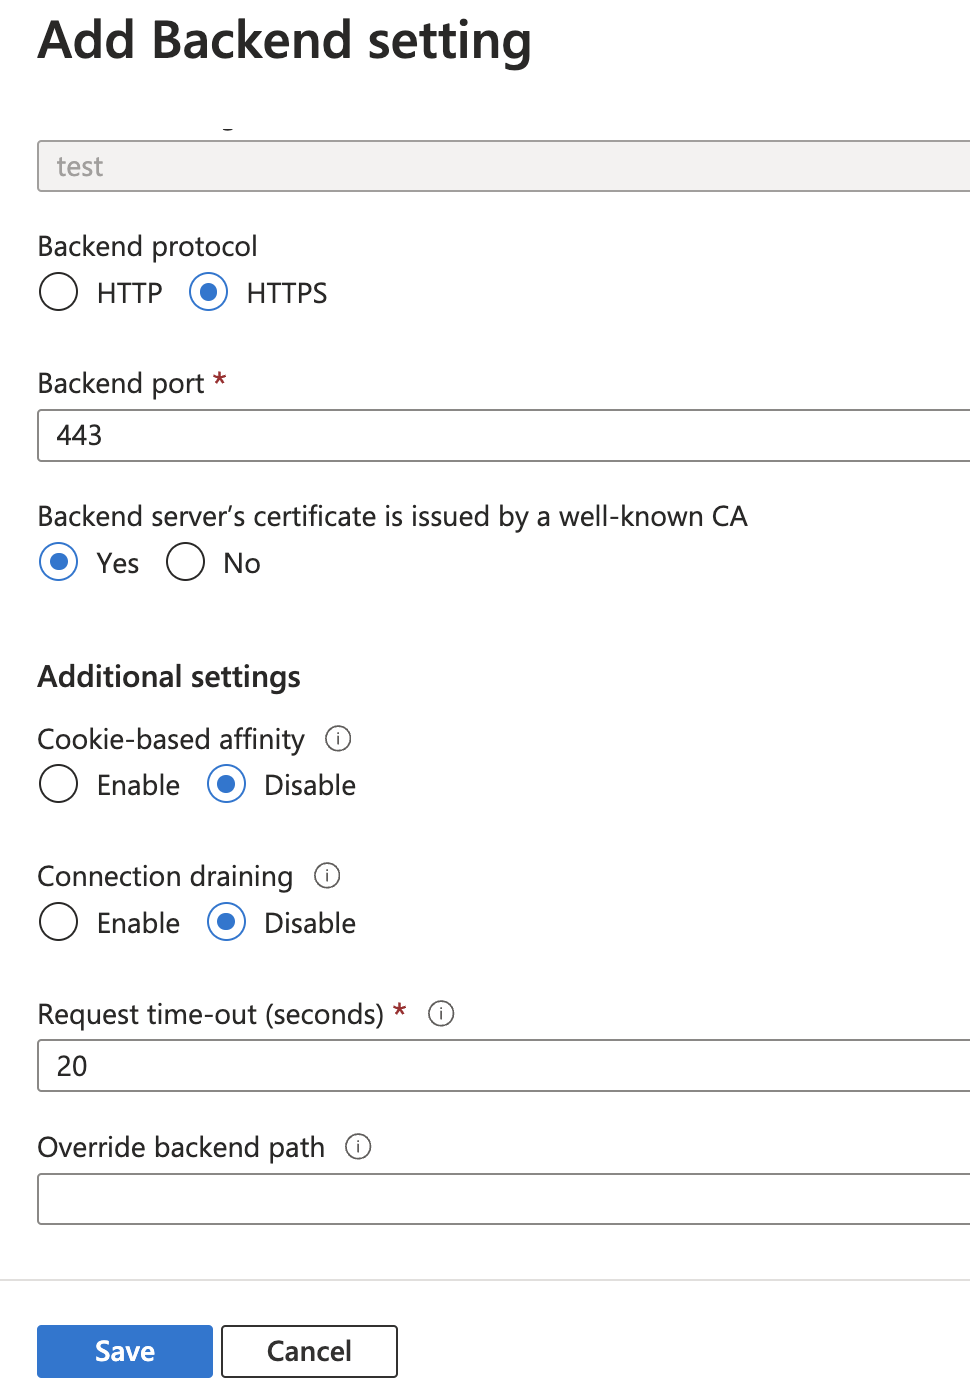 Add Backend setting
test
Backend protocol
HTTP HTTPS
Backend port *
443
Backend server’s certificate is issued by a well-known CA
Yes No
Additional settings
Cookie-based affinity
Enable Disable
Connection draining
Enable Disable
Request time-out (seconds) *
20
Override backend path
Save Cancel